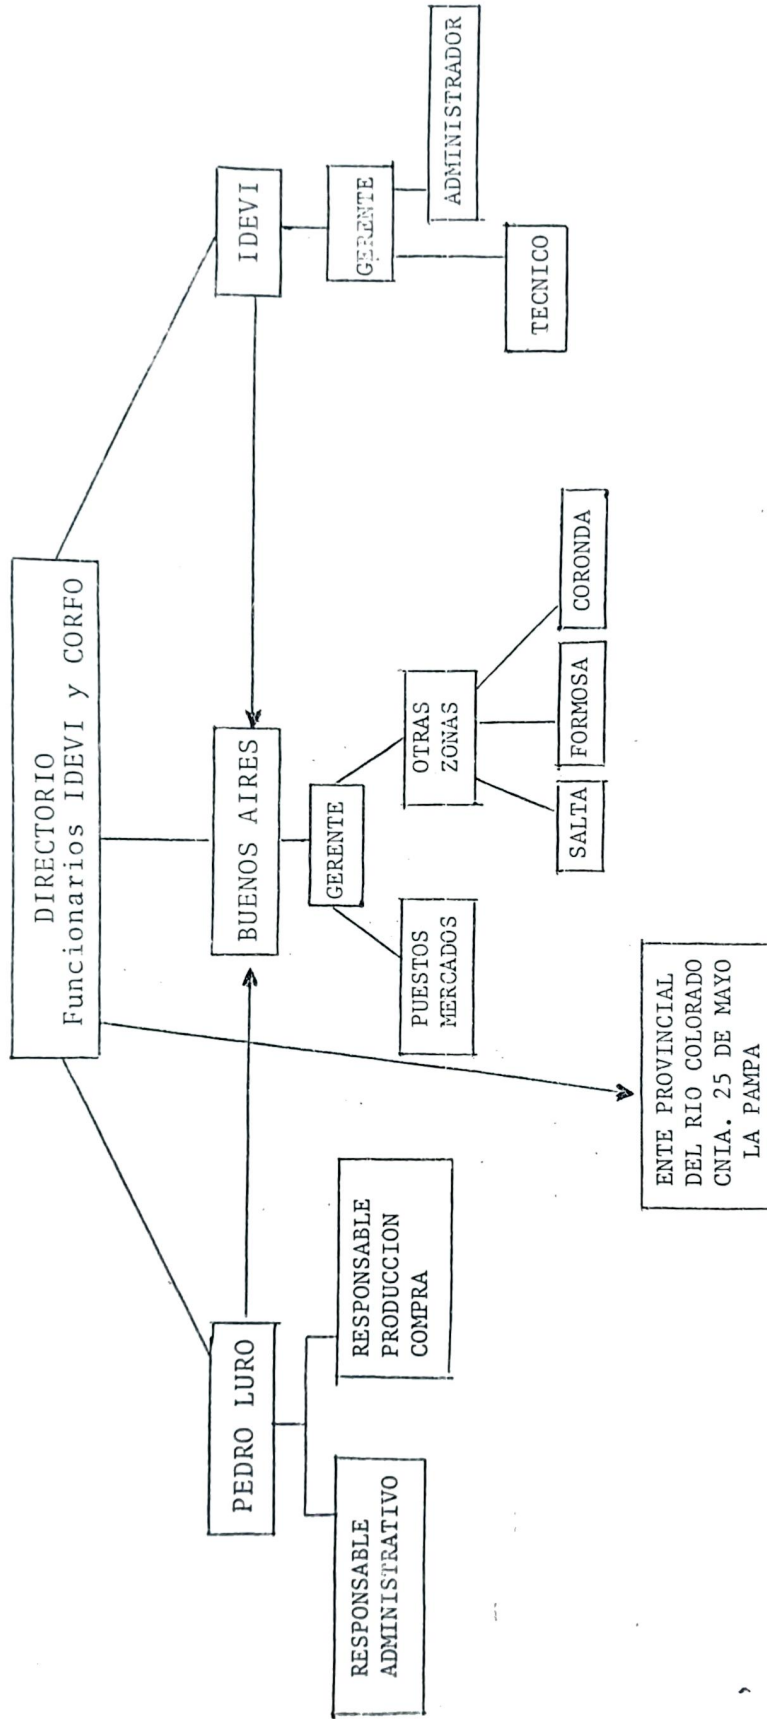 DIRECTORIO
Funcionarios IDEVI y CORFO
PEDRO LURO
BUENOS AIRES
IDEVI
RESPONSABLE
ADMINISTRATIVO
RESPONSABLE
PRODUCCION
COMPRA
GERENTE
PUESTOS
MERCADOS
OTRAS
ZONAS
SALTA
FORMOSA
CORONDA
GERENTE
TECNICO
ADMINISTRADOR
ENTE PROVINCIAL
DEL RIO COLORADO
CNIA. 25 DE MAYO
LA PAMPA